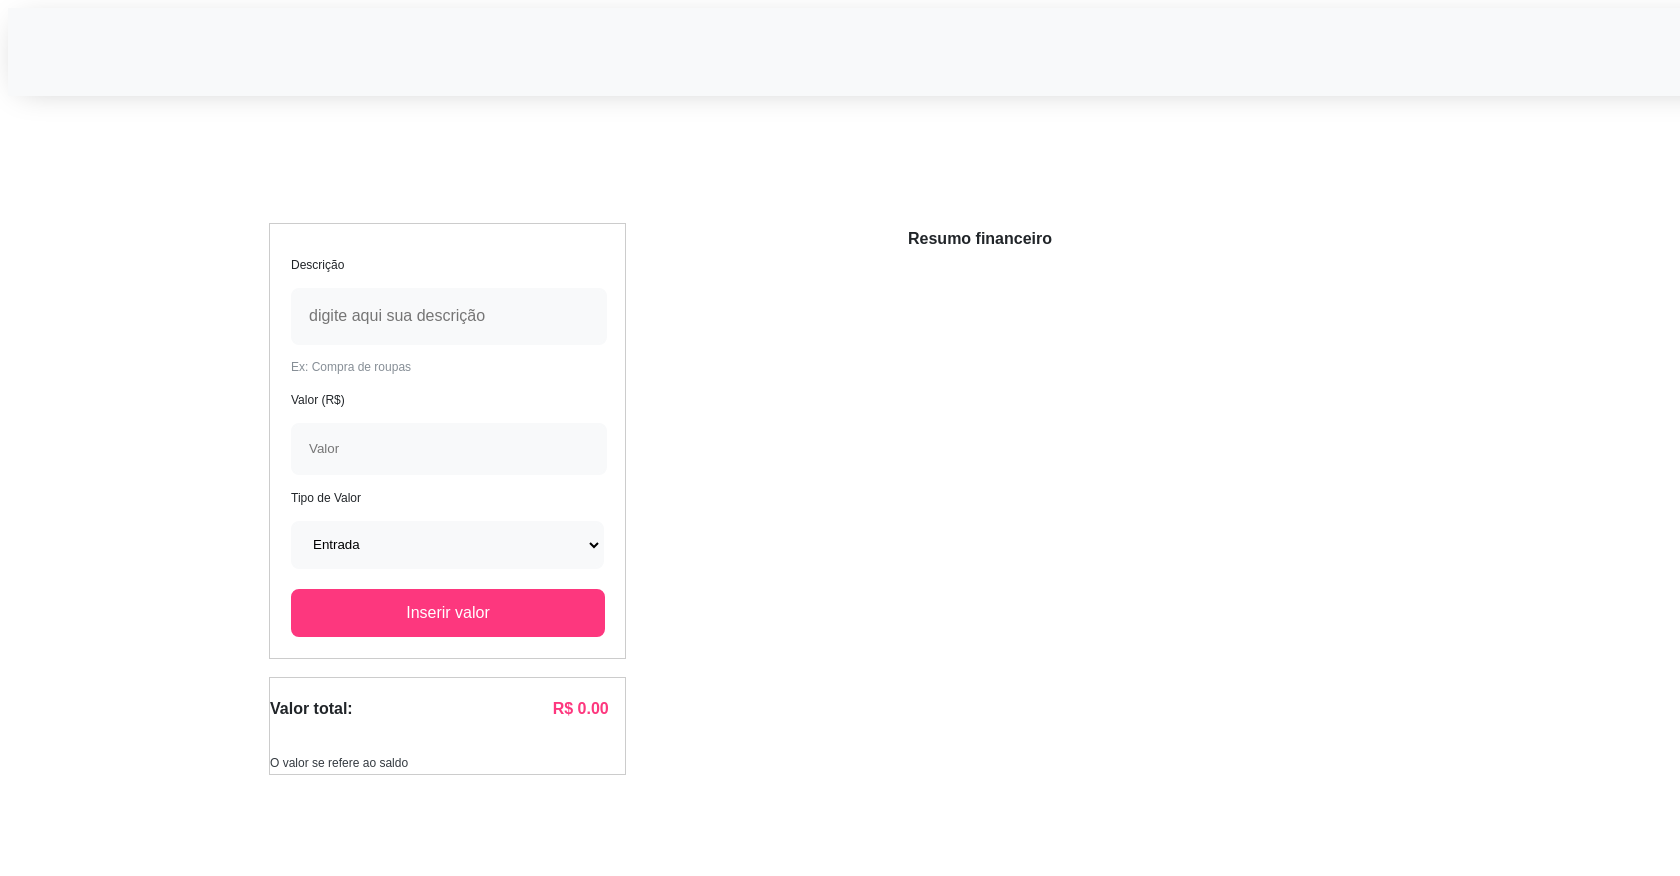 Descrição
digite aqui sua descrição
Ex: Compra de roupas
Valor (R$)
Valor
Tipo de Valor
Entrada
Inserir valor
Valor total: R$ 0.00
O valor se refere ao saldo
Resumo financeiro